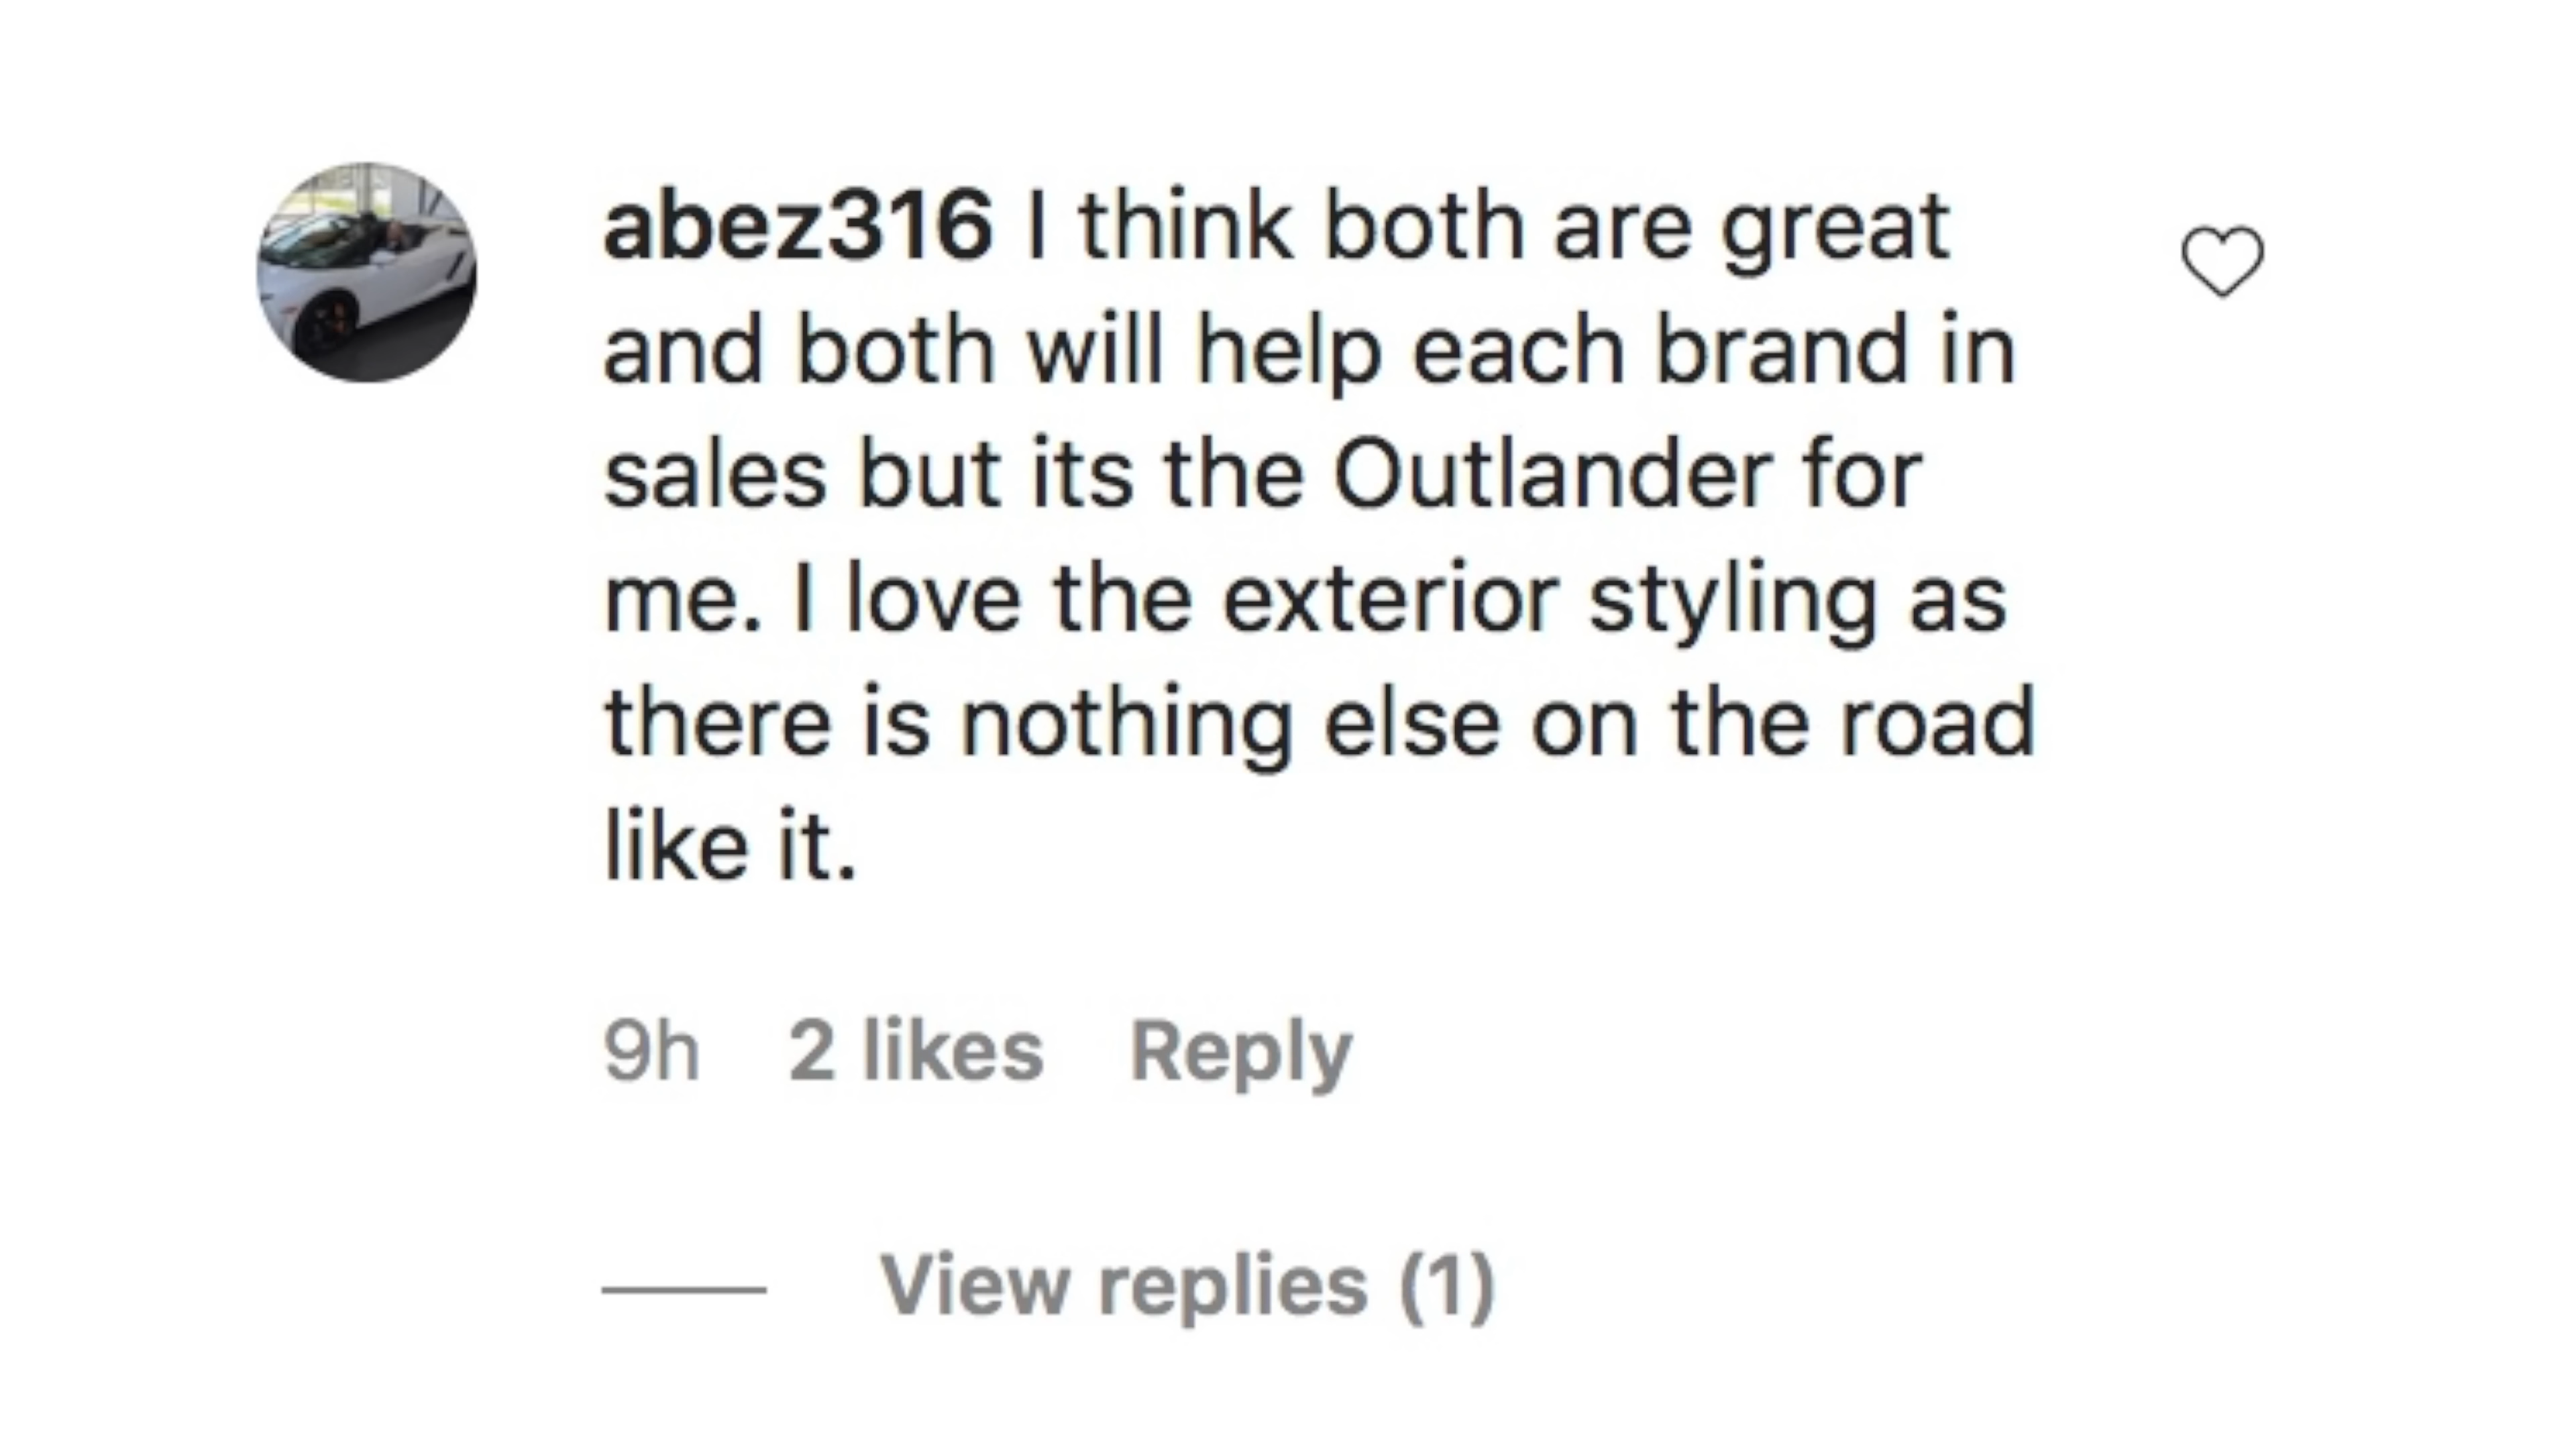 abez316 I think both are great
and both will help each brand in
sales but its the Outlander for
me. I love the exterior styling as
there is nothing else on the road
like it.
9h 2 likes Reply
View replies (1)